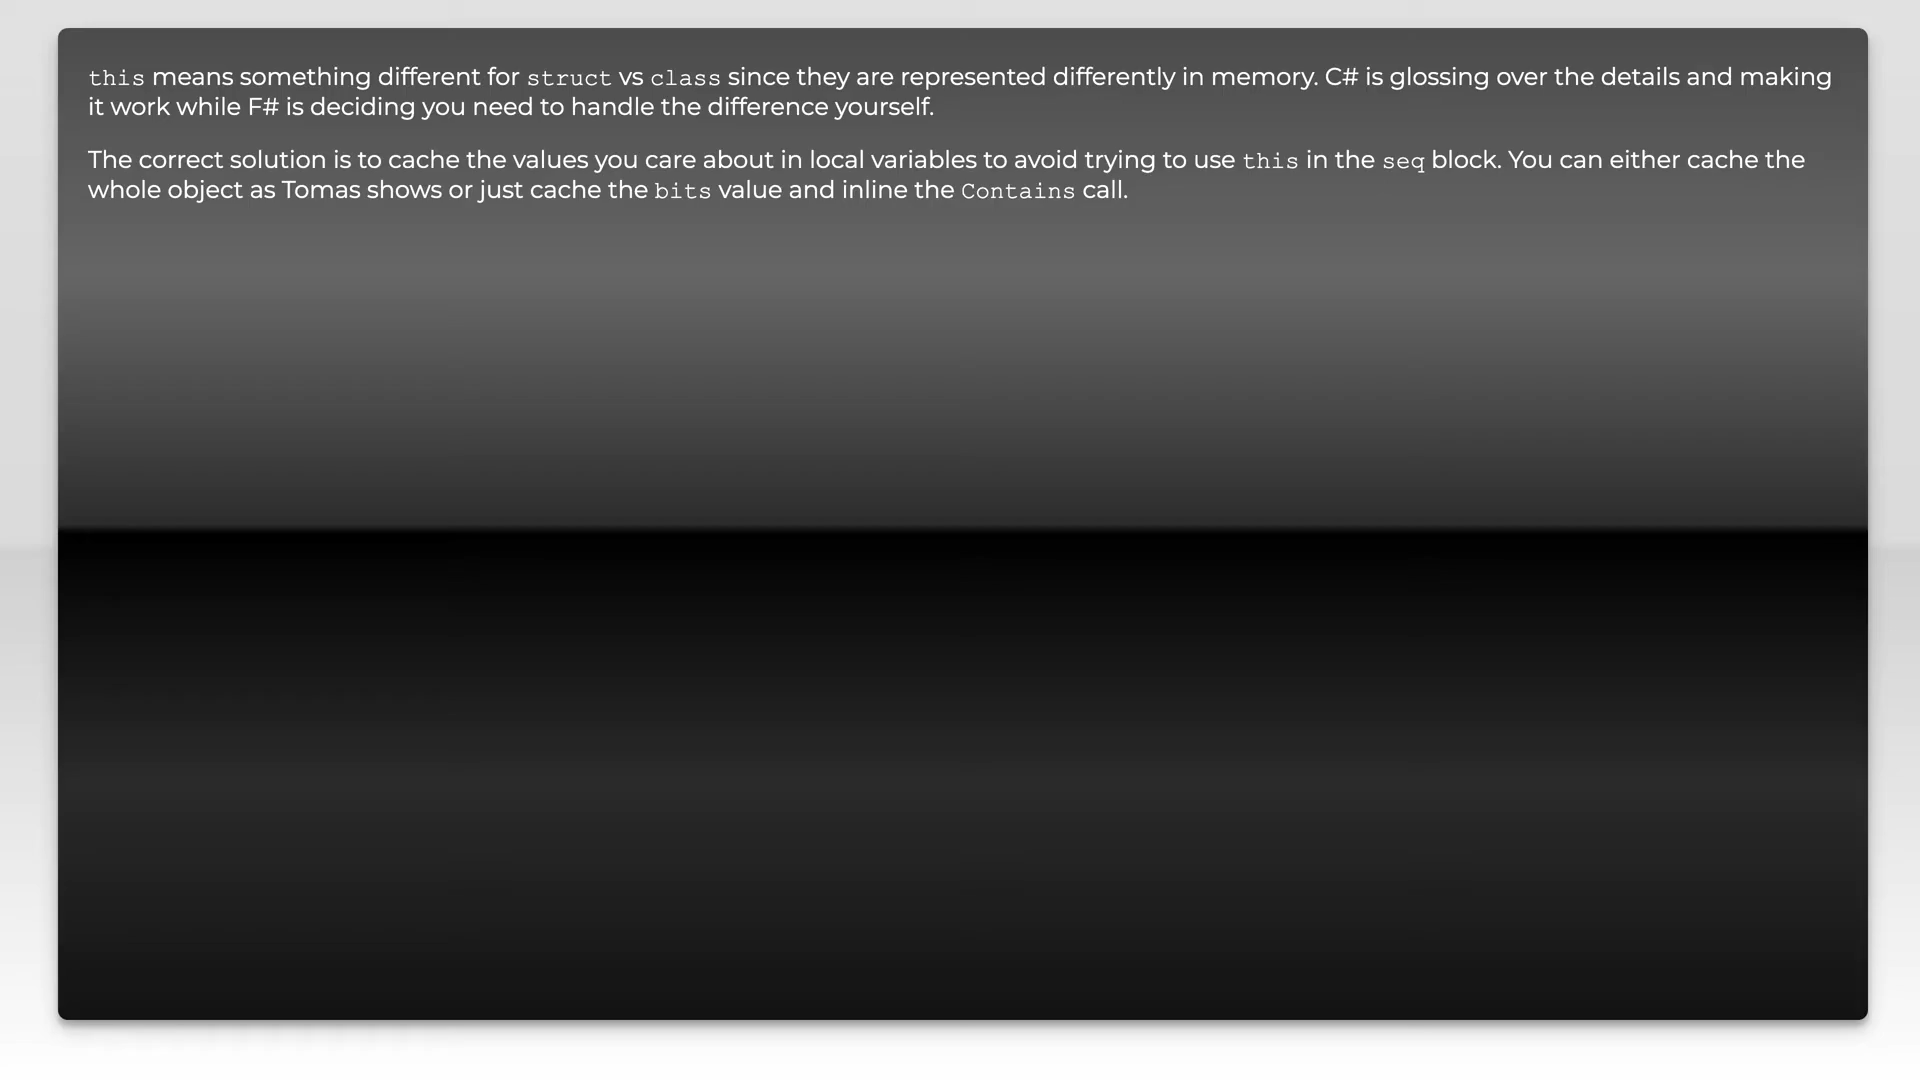 this means something different for struct vs class since they are represented differently in memory. C# is glossing over the details and making
it work while F# is deciding you need to handle the difference yourself.
The correct solution is to cache the values you care about in local variables to avoid trying to use this in the seq block. You can either cache the
whole object as Tomas shows or just cache the bits value and inline the Contains call.